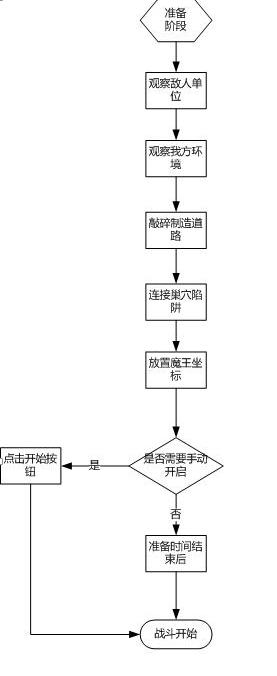 准备
阶段
观察敌人单
位
观察我方环
境
敲碎制造道
路
连接巢穴陷
阱
放置魔王坐
标
是否需要手动
开启
是
点击开始按
钮
否
准备时间结
束后
战斗开始